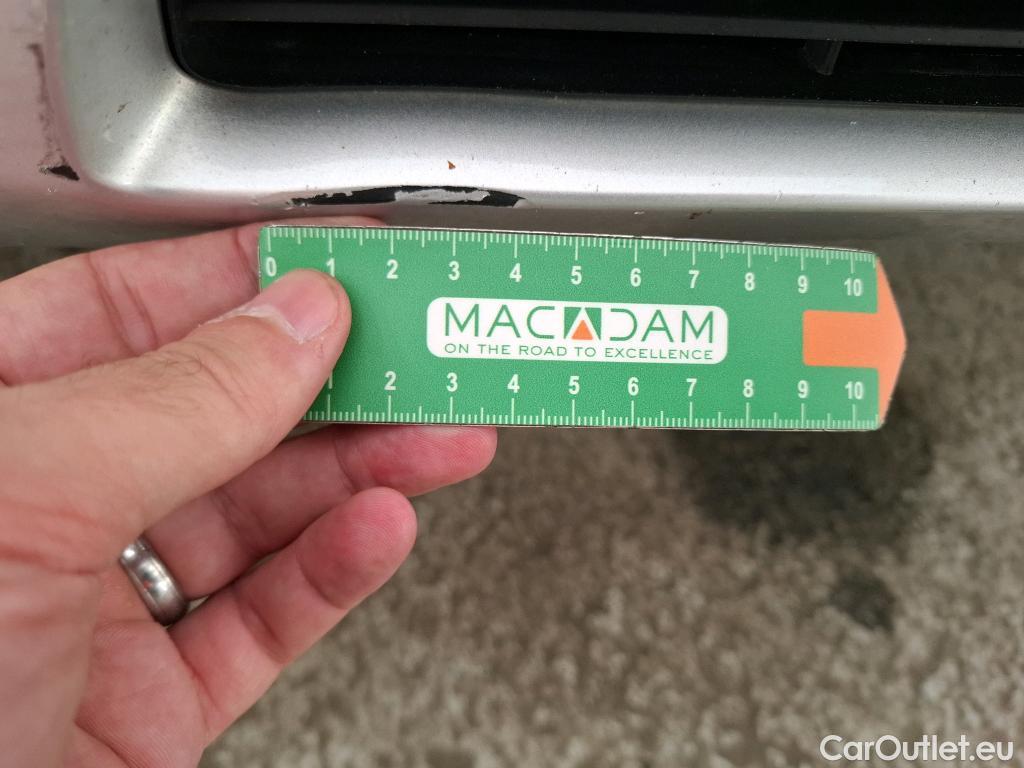 0 1 2 3 4 5 6 7 8 9 10
MACADAM
ON THE ROAD TO EXCELLENCE
1 2 3 4 5 6 7 8 9 10
CarOutlet.eu